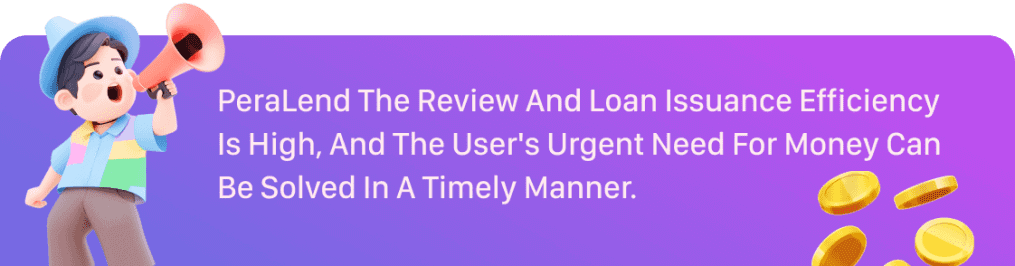 PeraLend The Review And Loan Issuance Efficiency
Is High, And The User's Urgent Need For Money Can
Be Solved In A Timely Manner.